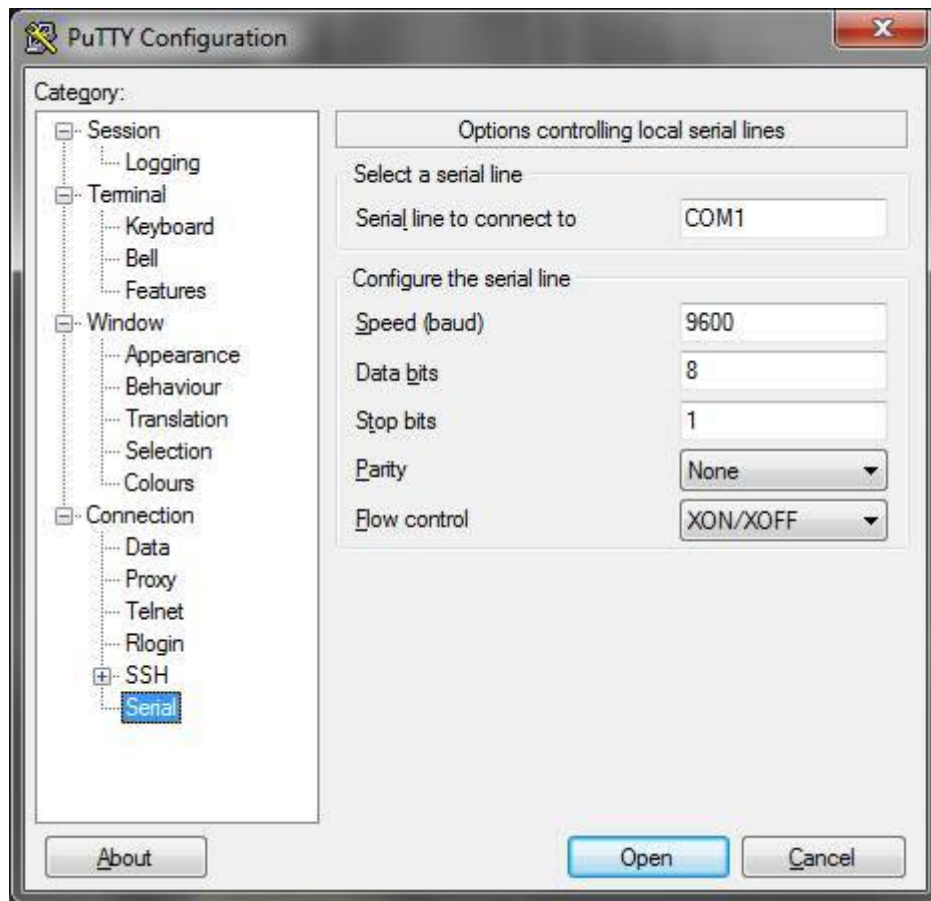 PuTTY Configuration
Category:
Session
Logging
Terminal
Keyboard
Bell
Features
Window
Appearance
Behaviour
Translation
Selection
Colours
Connection
Data
Proxy
Telnet
Rlogin
SSH
Serial
Options controlling local serial lines
Select a serial line
Serial line to connect to COM1
Configure the serial line
Speed (baud) 9600
Data bits 8
Stop bits 1
Parity None
Flow control XON/XOFF
About Open Cancel